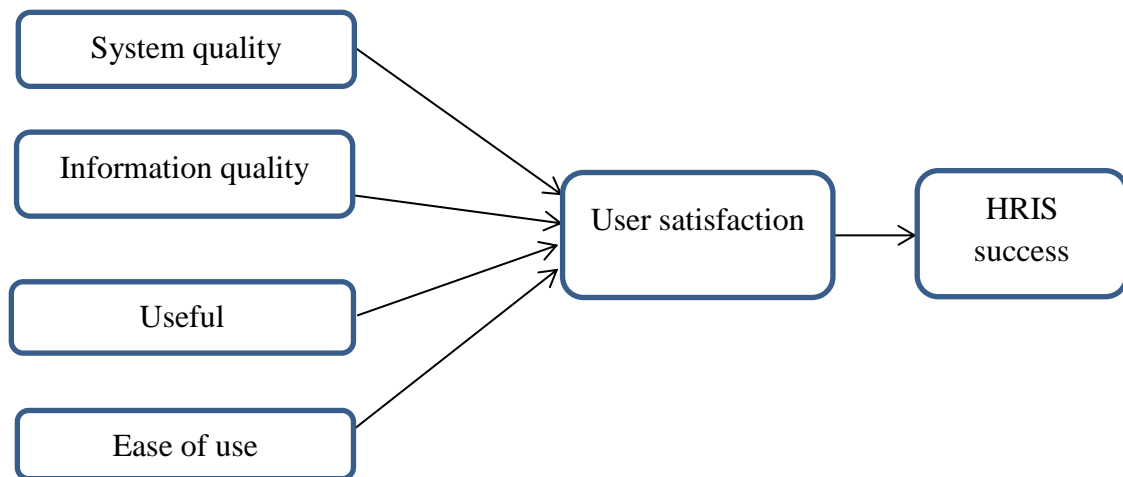 System quality
Information quality
Useful
Ease of use
User satisfaction
HRIS
success